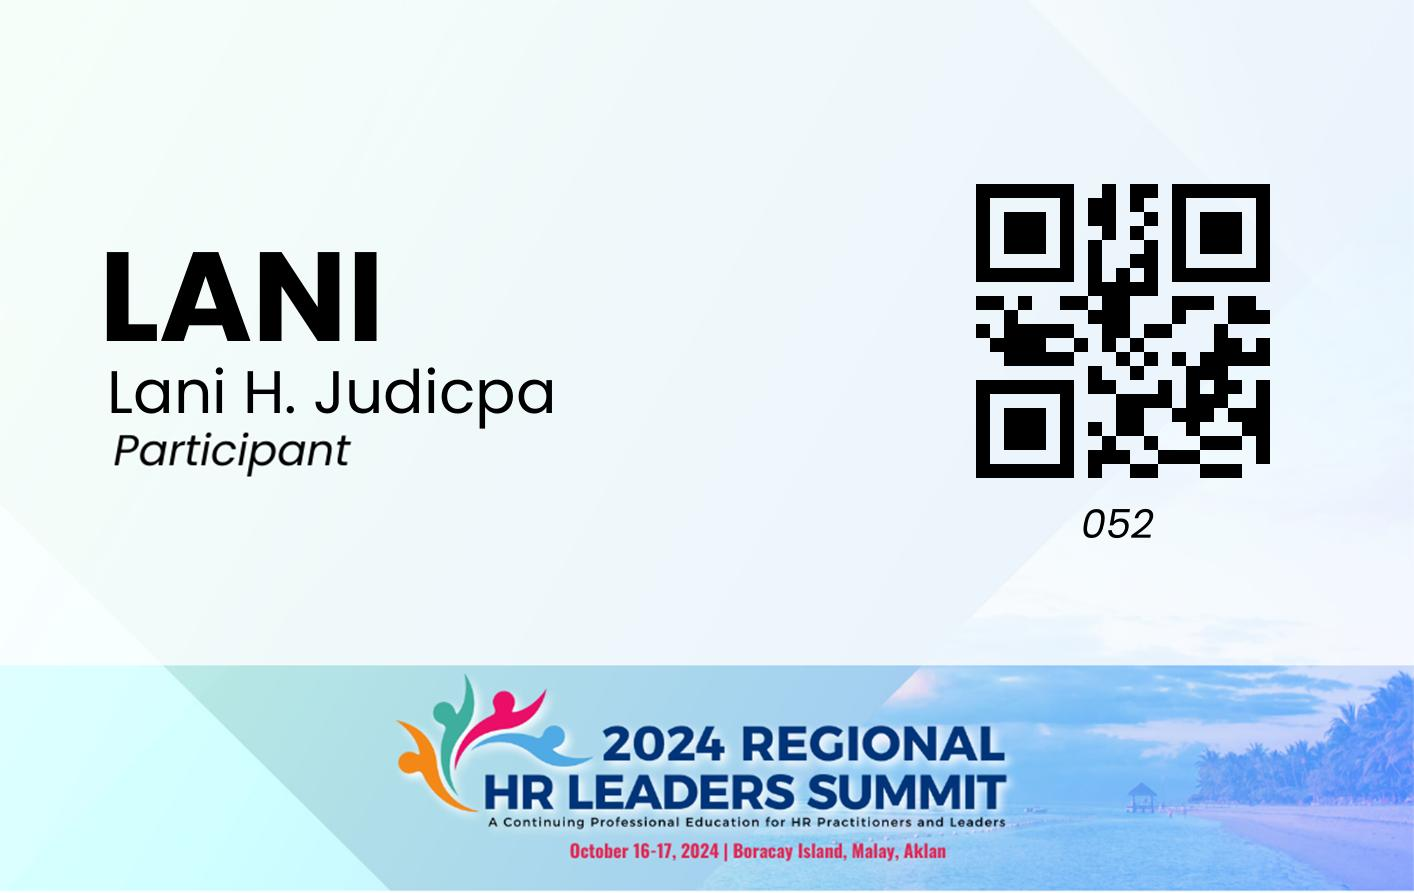 LANI
Lani H. Judicpa
Participant
052
2024 REGIONAL
HR LEADERS SUMMIT
A Continuing Professional Education for HR Practitioners and Leaders
October 16-17, 2024 | Boracay Island, Malay, Aklan